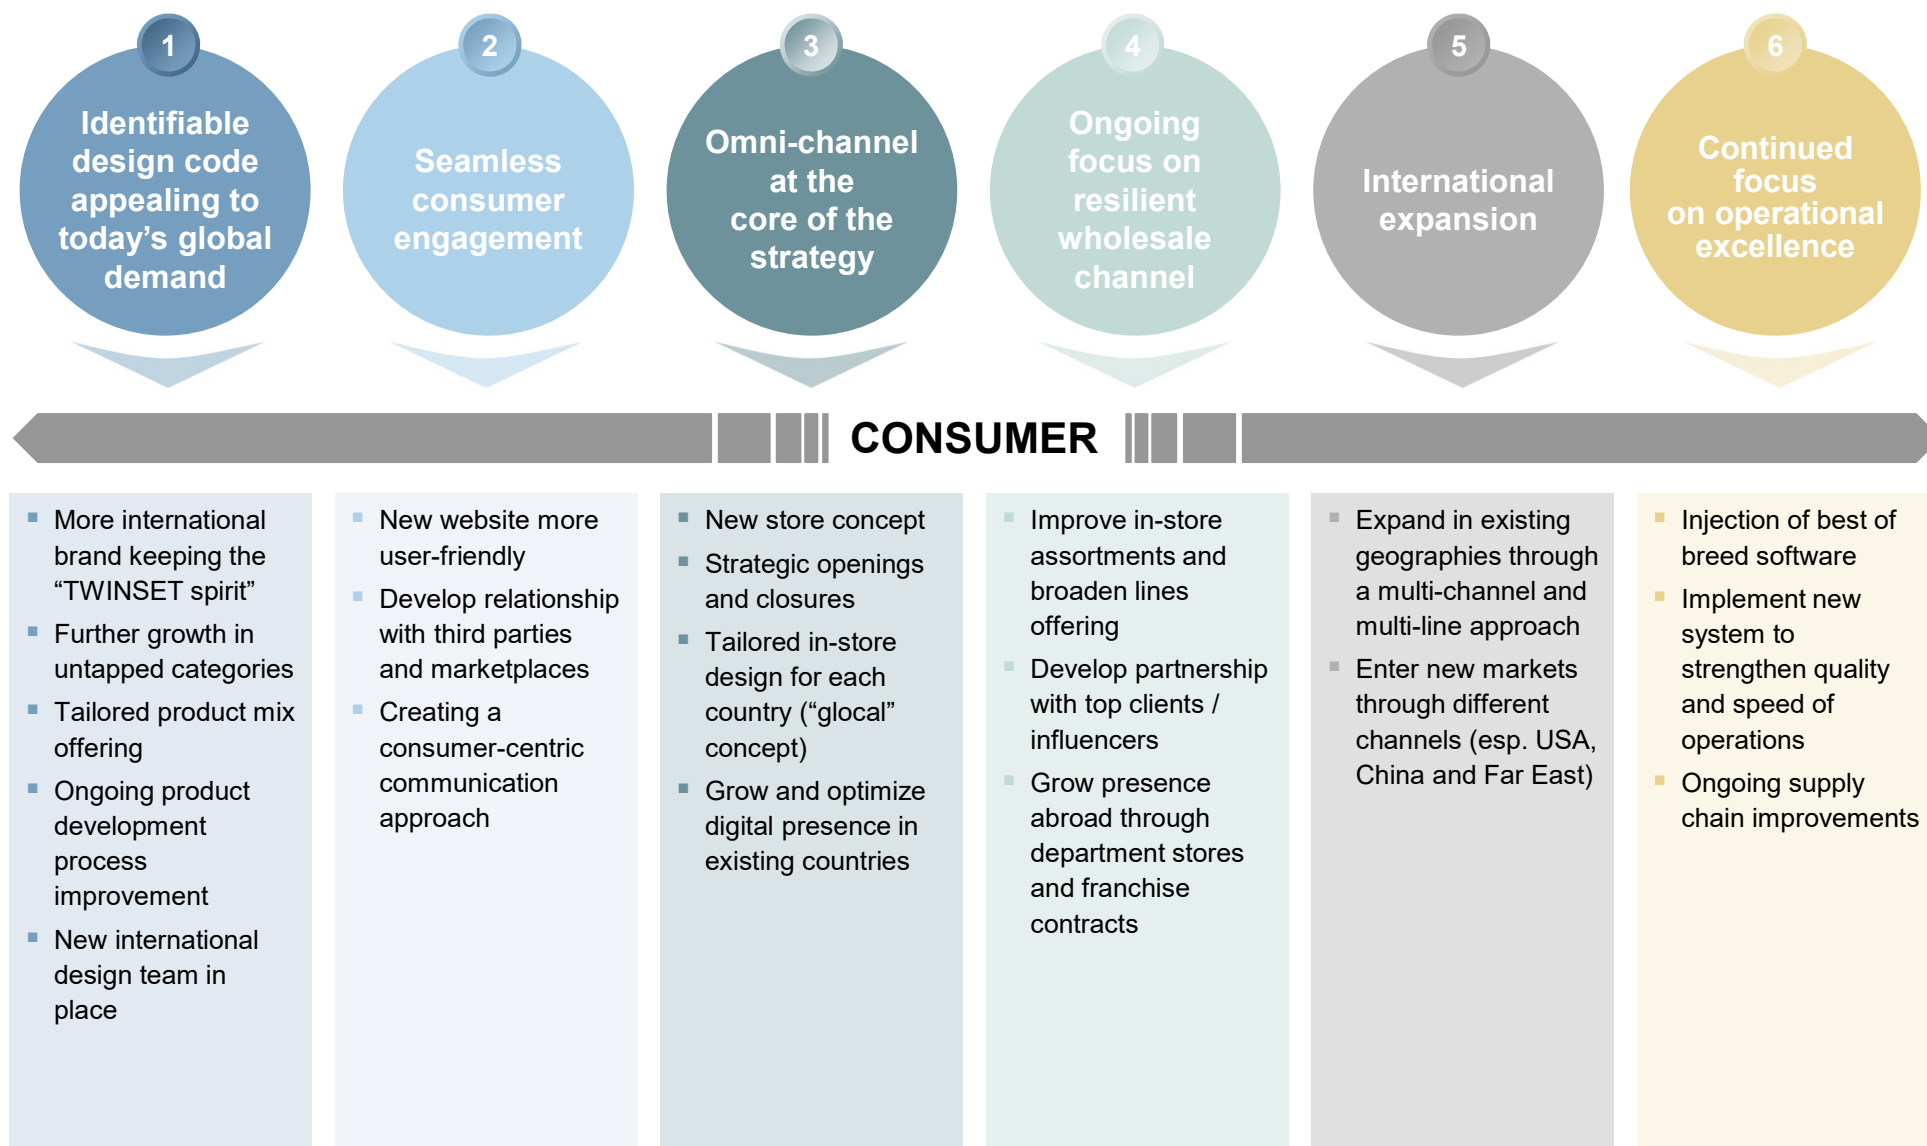 1
Identifiable
design code
appealing to
today’s global
demand
2
Seamless
consumer
engagement
3
Omni-channel
at the
core of the
strategy
4
Ongoing
focus on
resilient
wholesale
channel
5
International
expansion
6
Continued
focus
on operational
excellence
CONSUMER
▪ More international
brand keeping the
“TWINSET spirit”
▪ Further growth in
untapped categories
▪ Tailored product mix
offering
▪ Ongoing product
development
process
improvement
▪ New international
design team in
place
▪ New website more
user-friendly
▪ Develop relationship
with third parties
and marketplaces
▪ Creating a
consumer-centric
communication
approach
▪ New store concept
▪ Strategic openings
and closures
▪ Tailored in-store
design for each
country (“glocal”
concept)
▪ Grow and optimize
digital presence in
existing countries
▪ Improve in-store
assortments and
broaden lines
offering
▪ Develop partnership
with top clients /
influencers
▪ Grow presence
abroad through
department stores
and franchise
contracts
▪ Expand in existing
geographies through
a multi-channel and
multi-line approach
▪ Enter new markets
through different
channels (esp. USA,
China and Far East)
▪ Injection of best of
breed software
▪ Implement new
system to
strengthen quality
and speed of
operations
▪ Ongoing supply
chain improvements